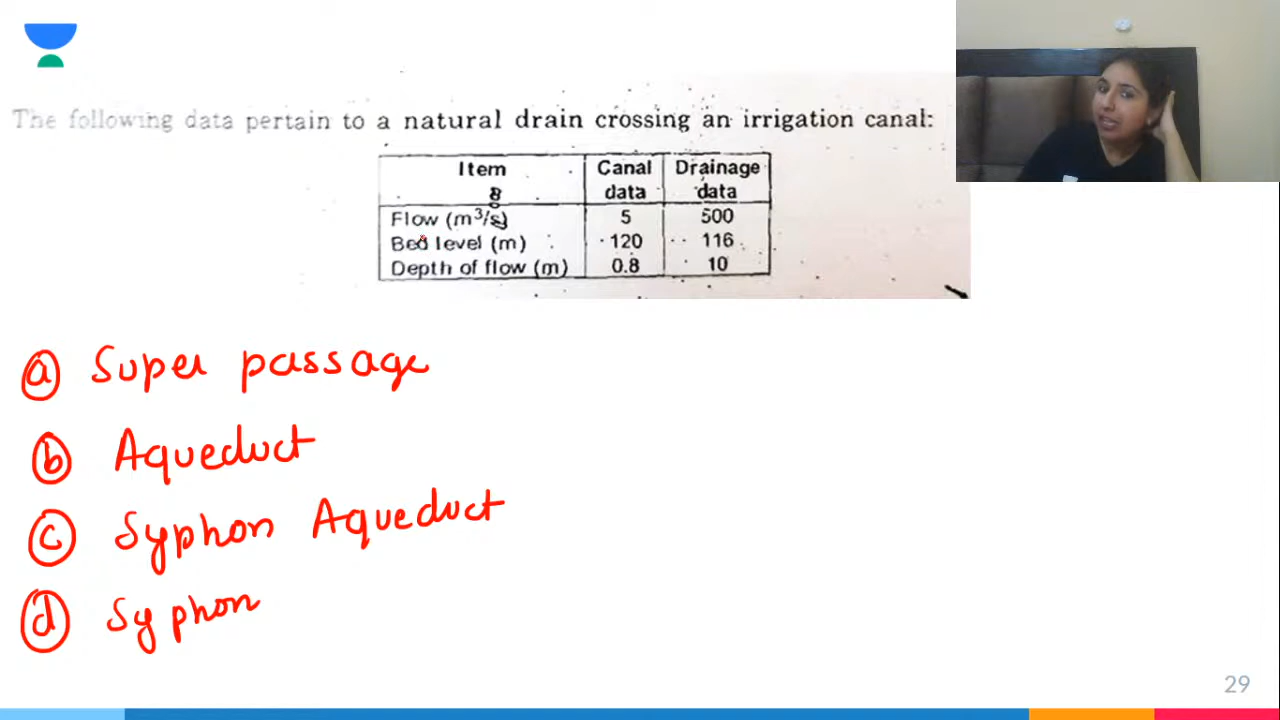 The following data pertain to a natural drain crossing an irrigation canal:
Item Canal data Drainage data
8
Flow (m³/s) 5 500
Bed level (m) 120 116
Depth of flow (m) 0.8 10
a Super passage
b Aqueduct
c Syphon Aqueduct
d Syphon
29